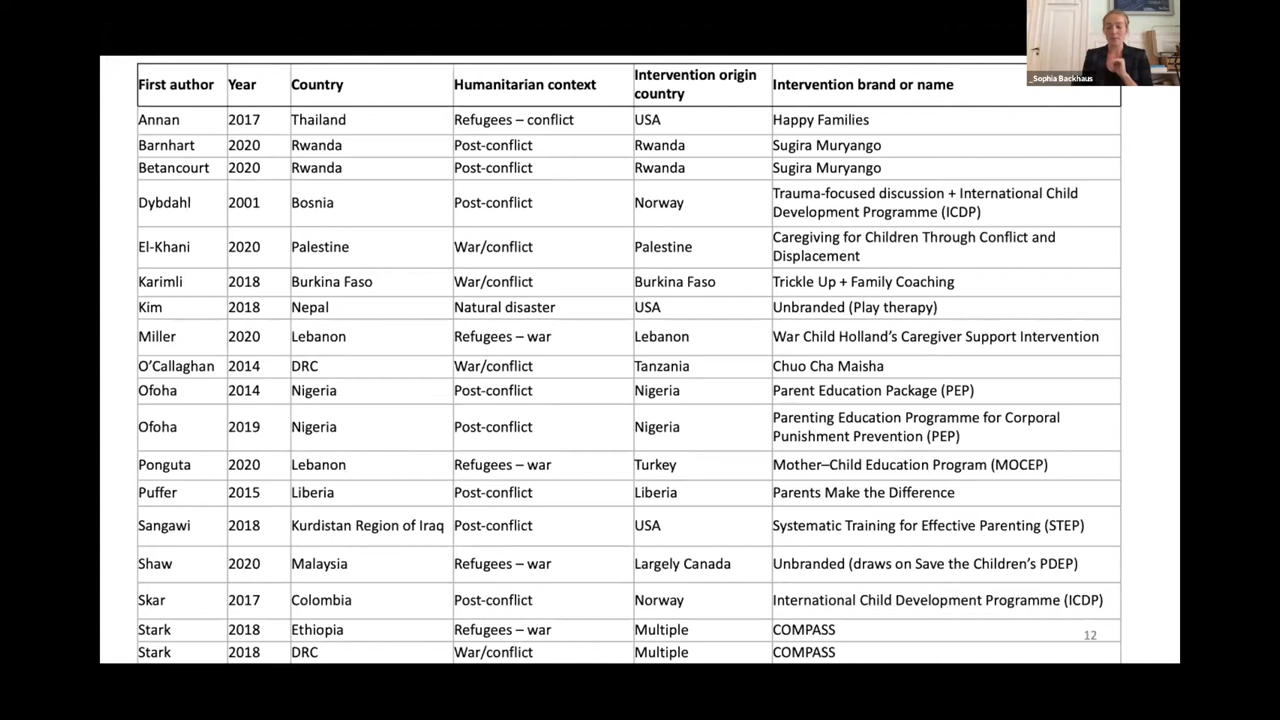 _Sophia Backhaus
First author Year Country Humanitarian context Intervention origin country Intervention brand or name
Annan 2017 Thailand Refugees – conflict USA Happy Families
Barnhart 2020 Rwanda Post-conflict Rwanda Sugira Muryango
Betancourt 2020 Rwanda Post-conflict Rwanda Sugira Muryango
Dybdahl 2001 Bosnia Post-conflict Norway Trauma-focused discussion + International Child Development Programme (ICDP)
El-Khani 2020 Palestine War/conflict Palestine Caregiving for Children Through Conflict and Displacement
Karimli 2018 Burkina Faso War/conflict Burkina Faso Trickle Up + Family Coaching
Kim 2018 Nepal Natural disaster USA Unbranded (Play therapy)
Miller 2020 Lebanon Refugees – war Lebanon War Child Holland’s Caregiver Support Intervention
O’Callaghan 2014 DRC War/conflict Tanzania Chuo Cha Maisha
Ofoha 2014 Nigeria Post-conflict Nigeria Parent Education Package (PEP)
Ofoha 2019 Nigeria Post-conflict Nigeria Parenting Education Programme for Corporal Punishment Prevention (PEP)
Ponguta 2020 Lebanon Refugees – war Turkey Mother–Child Education Program (MOCEP)
Puffer 2015 Liberia Post-conflict Liberia Parents Make the Difference
Sangawi 2018 Kurdistan Region of Iraq Post-conflict USA Systematic Training for Effective Parenting (STEP)
Shaw 2020 Malaysia Refugees – war Largely Canada Unbranded (draws on Save the Children’s PDEP)
Skar 2017 Colombia Post-conflict Norway International Child Development Programme (ICDP)
Stark 2018 Ethiopia Refugees – war Multiple COMPASS
12
Stark 2018 DRC War/conflict Multiple COMPASS